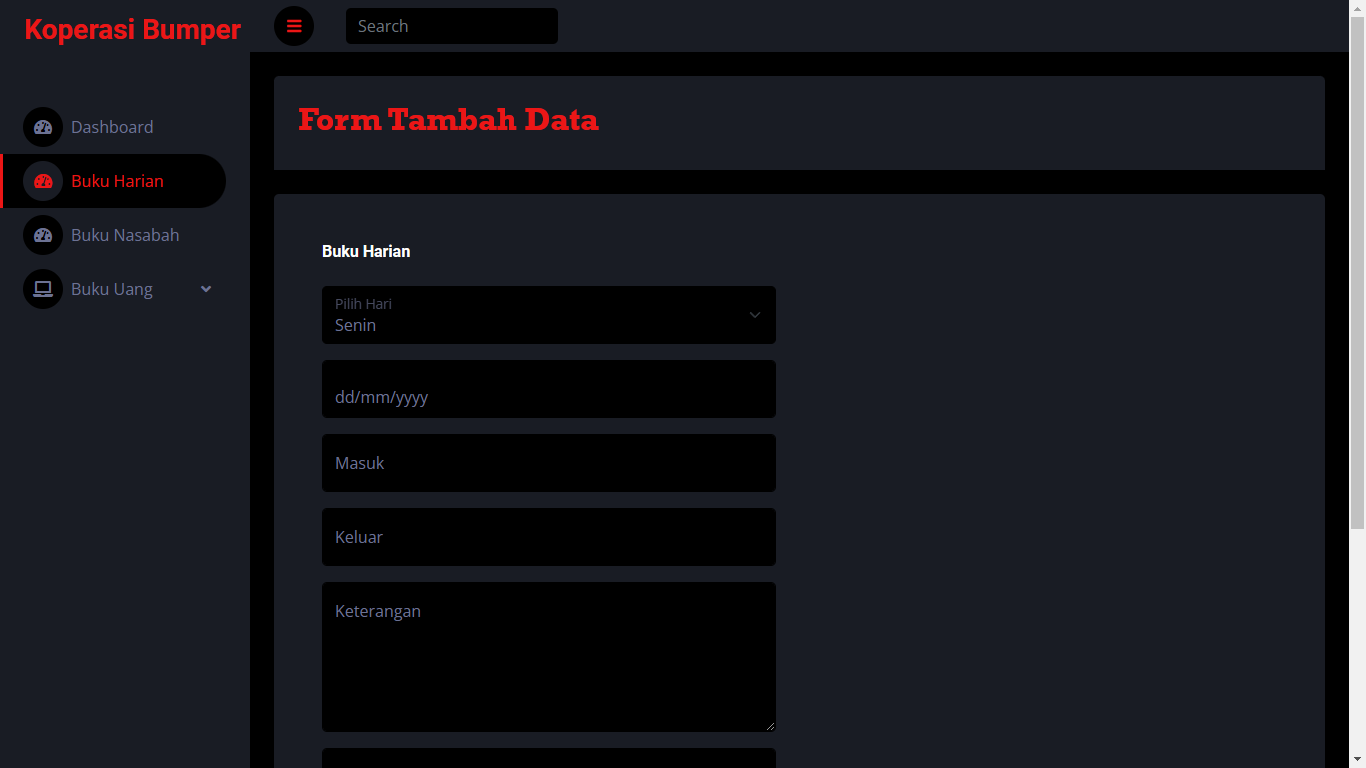 Koperasi Bumper
Search
Dashboard
Buku Harian
Buku Nasabah
Buku Uang
Form Tambah Data
Buku Harian
Pilih Hari
Senin
dd/mm/yyyy
Masuk
Keluar
Keterangan